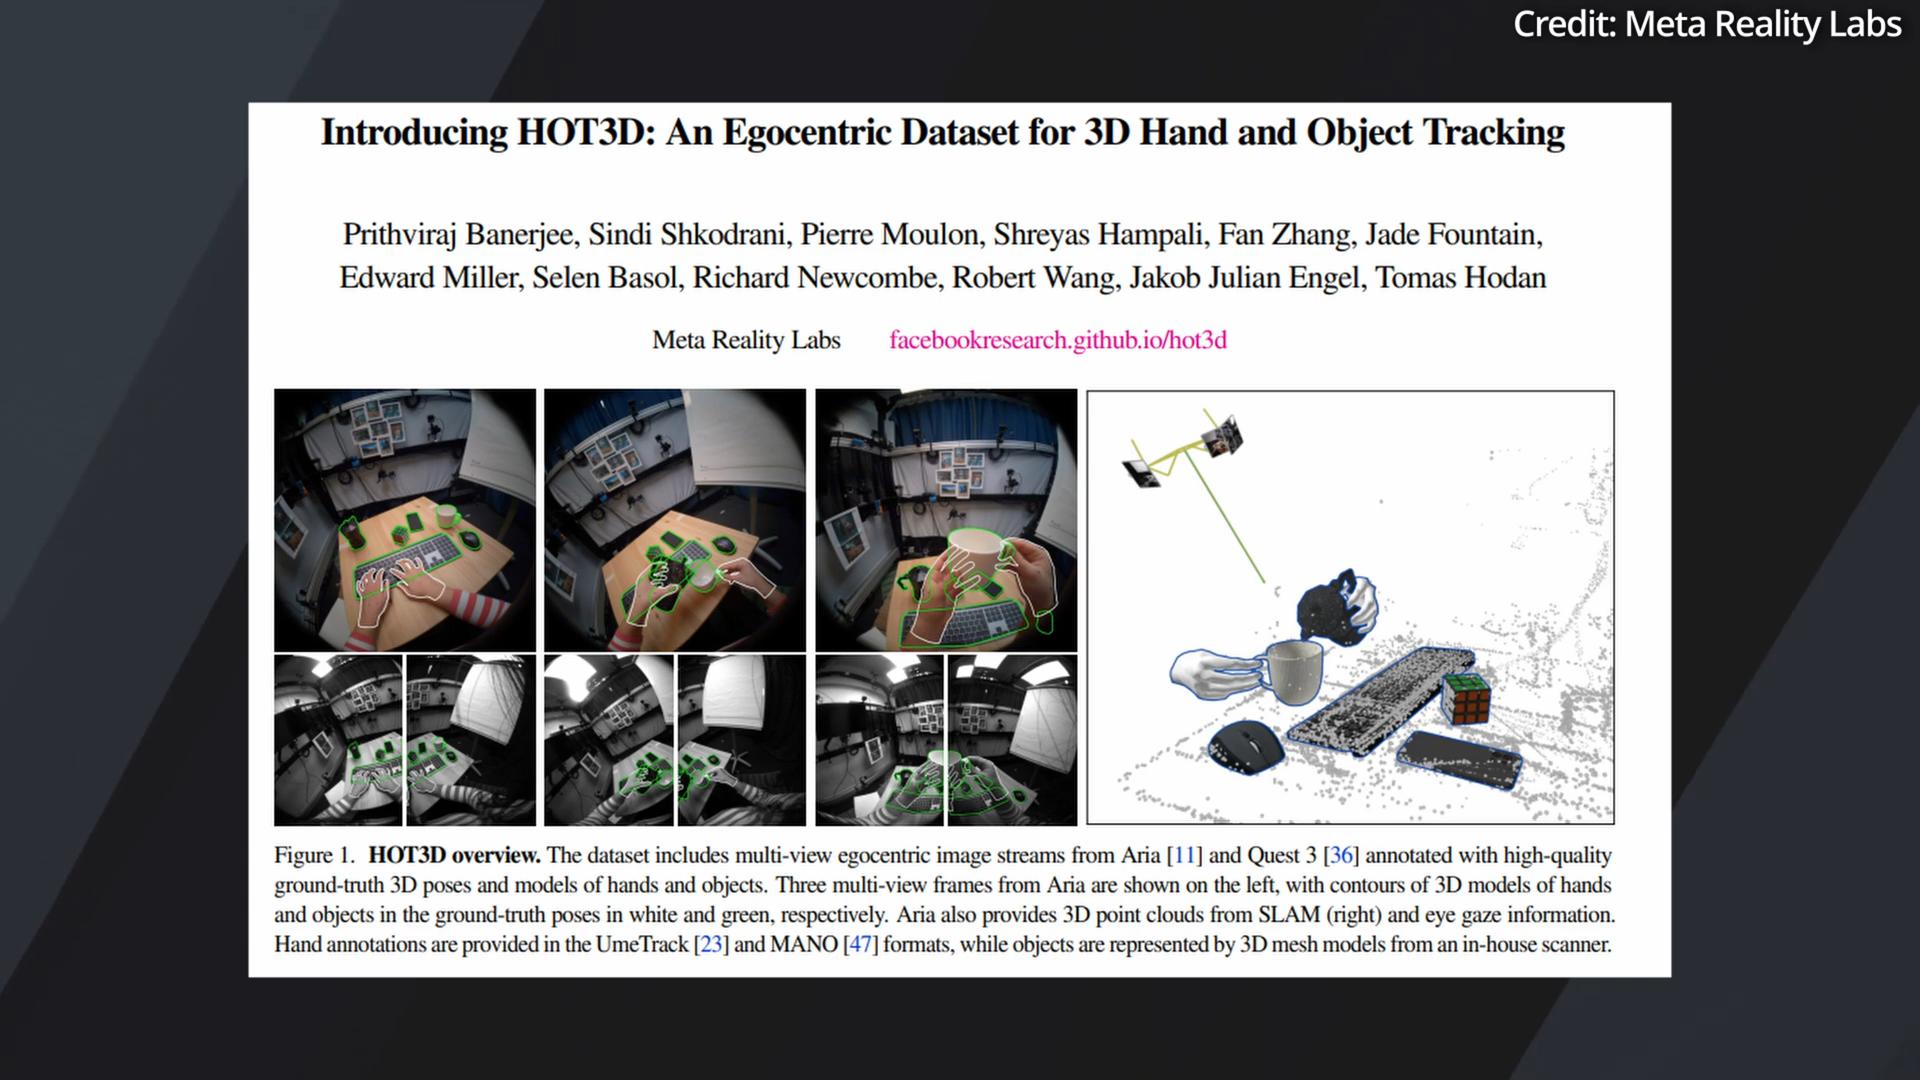 Credit: Meta Reality Labs
Introducing HOT3D: An Egocentric Dataset for 3D Hand and Object Tracking
Prithviraj Banerjee, Sindi Shkodrani, Pierre Moulon, Shreyas Hampali, Fan Zhang, Jade Fountain,
Edward Miller, Selen Basol, Richard Newcombe, Robert Wang, Jakob Julian Engel, Tomas Hodan
Meta Reality Labs facebookresearch.github.io/hot3d
Figure 1. HOT3D overview. The dataset includes multi-view egocentric image streams from Aria [11] and Quest 3 [36] annotated with high-quality
ground-truth 3D poses and models of hands and objects. Three multi-view frames from Aria are shown on the left, with contours of 3D models of hands
and objects in the ground-truth poses in white and green, respectively. Aria also provides 3D point clouds from SLAM (right) and eye gaze information.
Hand annotations are provided in the UmeTrack [23] and MANO [47] formats, while objects are represented by 3D mesh models from an in-house scanner.